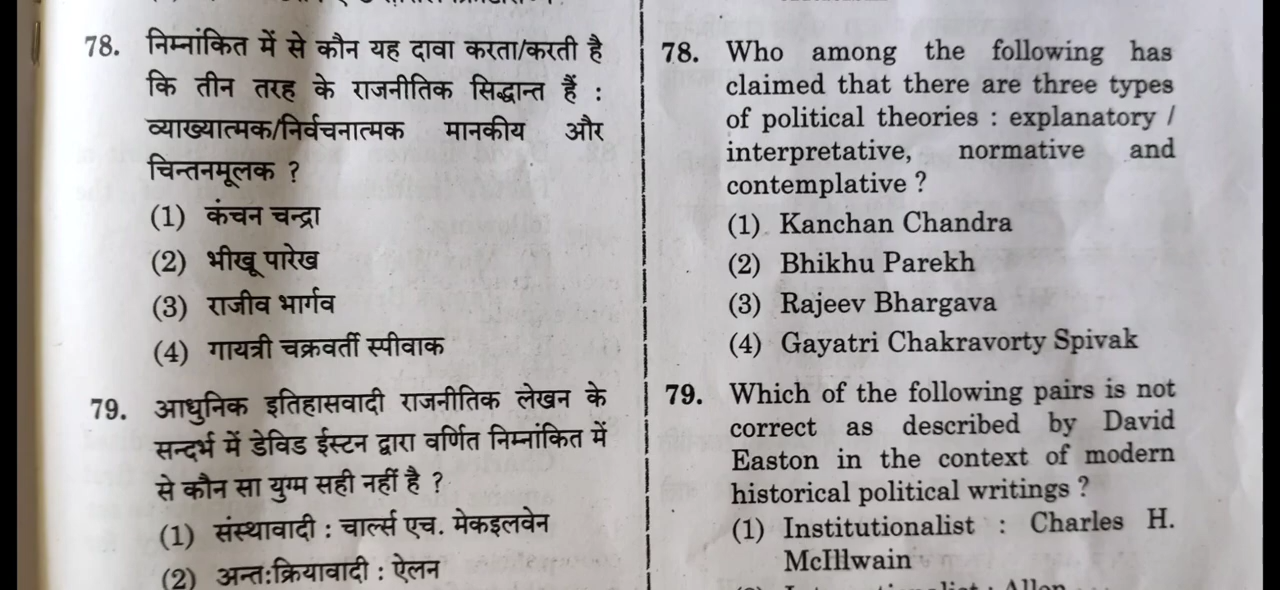 78. निम्नांकित में से कौन यह दावा करता/करती है
कि तीन तरह के राजनीतिक सिद्धान्त हैं :
व्याख्यात्मक/निर्वचनात्मक मानकीय और
चिन्तनमूलक ?
(1) कंचन चन्द्रा
(2) भीखू पारेख
(3) राजीव भार्गव
(4) गायत्री चक्रवर्ती स्पीवाक
79. आधुनिक इतिहासवादी राजनीतिक लेखन के
सन्दर्भ में डेविड ईस्टन द्वारा वर्णित निम्नांकित में
से कौन सा युग्म सही नहीं है ?
(1) संस्थावादी : चार्ल्स एच. मेकइलवेन
(2) अन्त:क्रियावादी : ऐलन
78. Who among the following has
claimed that there are three types
of political theories : explanatory /
interpretative, normative and
contemplative ?
(1) Kanchan Chandra
(2) Bhikhu Parekh
(3) Rajeev Bhargava
(4) Gayatri Chakravorty Spivak
79. Which of the following pairs is not
correct as described by David
Easton in the context of modern
historical political writings ?
(1) Institutionalist : Charles H.
McIllwain